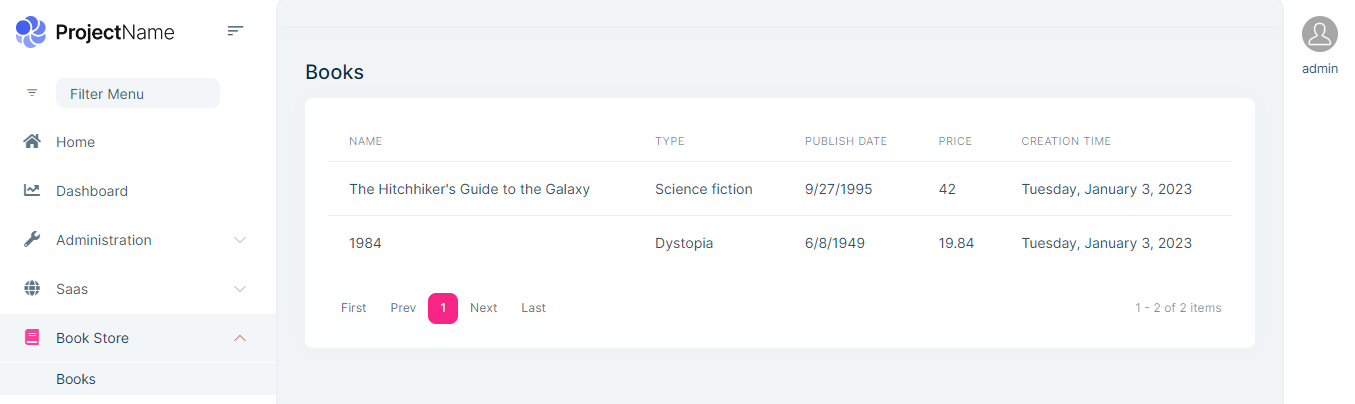 ProjectName
Filter Menu
Home
Dashboard
Administration
Saas
Book Store
Books
Books
NAME TYPE PUBLISH DATE PRICE CREATION TIME
The Hitchhiker's Guide to the Galaxy Science fiction 9/27/1995 42 Tuesday, January 3, 2023
1984 Dystopia 6/8/1949 19.84 Tuesday, January 3, 2023
First Prev 1 Next Last 1 - 2 of 2 items
admin